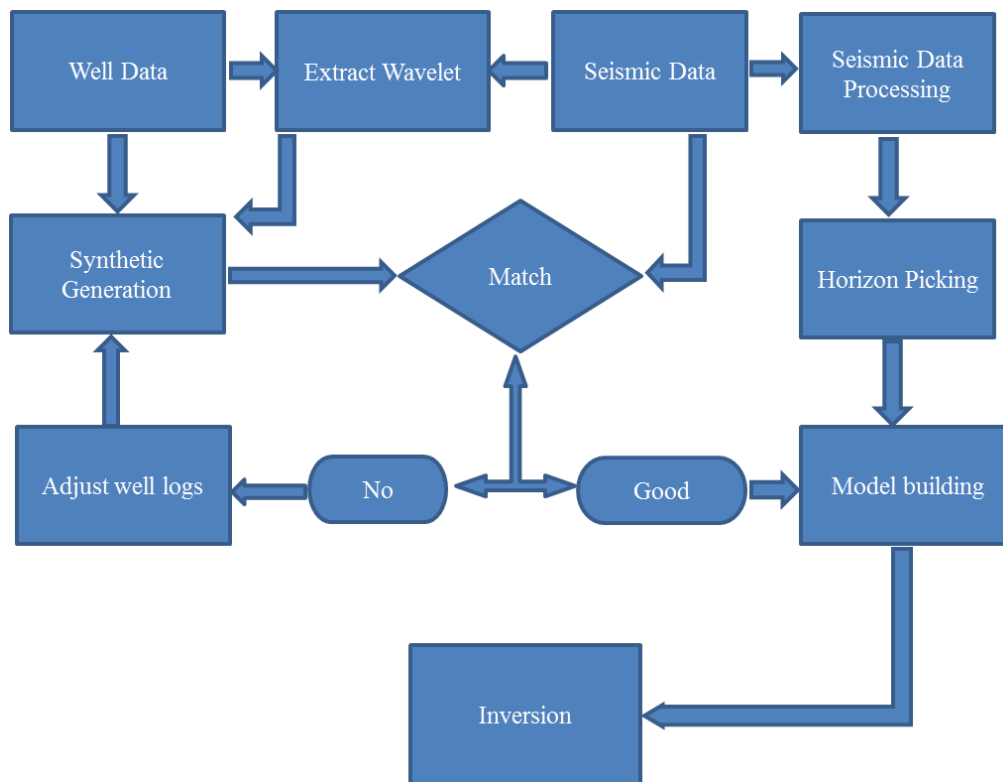 Well Data
Extract Wavelet
Seismic Data
Seismic Data
Processing
Synthetic
Generation
Match
Horizon Picking
Adjust well logs
No
Good
Model building
Inversion